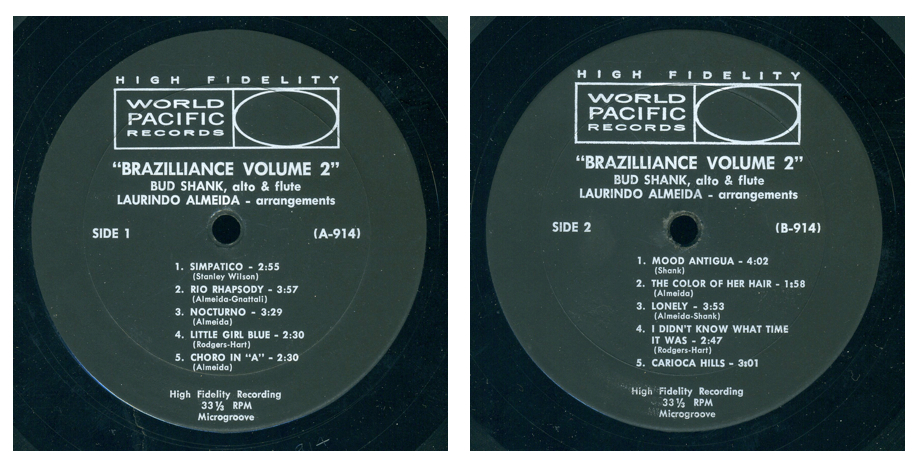 HIGH FIDELITY
WORLD
PACIFIC
RECORDS
“BRAZILLIANCE VOLUME 2”
BUD SHANK, alto & flute
LAURINDO ALMEIDA - arrangements
SIDE 1 (A-914)
1. SIMPATICO - 2:55
(Stanley Wilson)
2. RIO RHAPSODY - 3:57
(Almeida-Gnattali)
3. NOCTURNO - 3:29
(Almeida)
4. LITTLE GIRL BLUE - 2:30
(Rodgers-Hart)
5. CHORO IN “A” - 2:30
(Almeida)
High Fidelity Recording
33⅓ RPM
Microgroove
HIGH FIDELITY
WORLD
PACIFIC
RECORDS
“BRAZILLIANCE VOLUME 2”
BUD SHANK, alto & flute
LAURINDO ALMEIDA - arrangements
SIDE 2 (B-914)
1. MOOD ANTIGUA - 4:02
(Shank)
2. THE COLOR OF HER HAIR - 1:58
(Almeida)
3. LONELY - 3:53
(Almeida-Shank)
4. I DIDN'T KNOW WHAT TIME
IT WAS - 2:47
(Rodgers-Hart)
5. CARIOCA HILLS - 3:01
High Fidelity Recording
33⅓ RPM
Microgroove